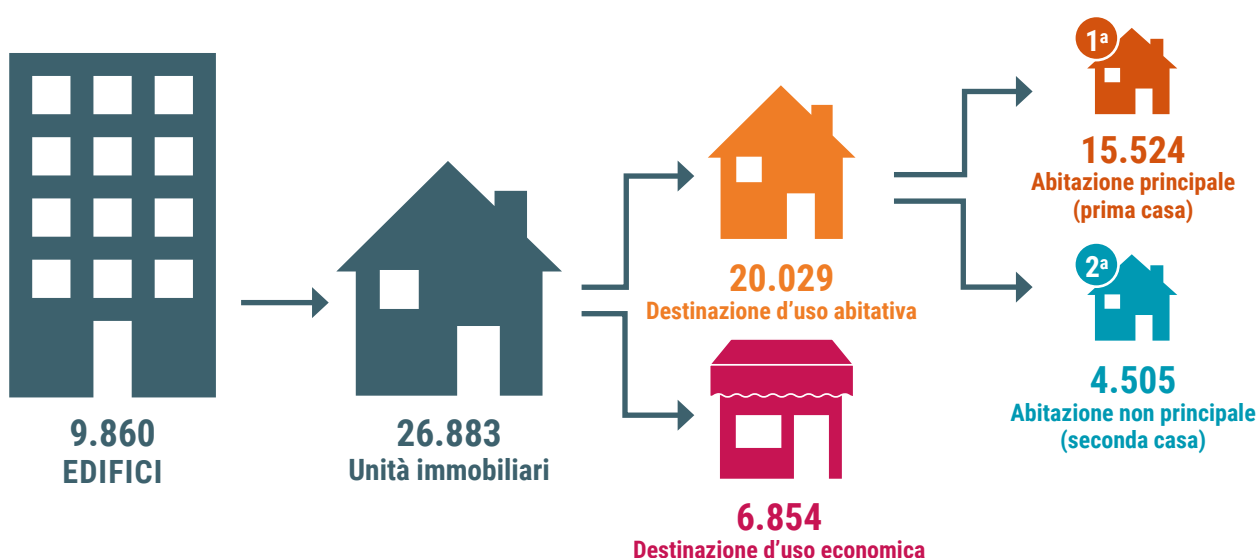 9.860
EDIFICI
26.883
Unità immobiliari
20.029
Destinazione d'uso abitativa
6.854
Destinazione d'uso economica
1ª
15.524
Abitazione principale
(prima casa)
2ª
4.505
Abitazione non principale
(seconda casa)